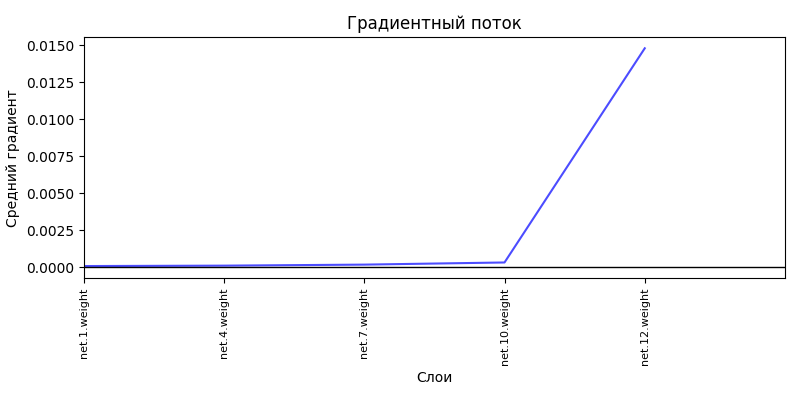 Градиентный поток
Средний градиент
0.0150
0.0125
0.0100
0.0075
0.0050
0.0025
0.0000
net.1.weight
net.4.weight
net.7.weight
net.10.weight
net.12.weight
Слои